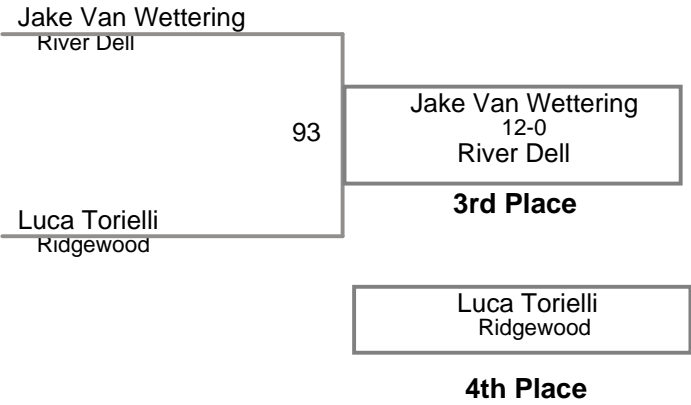 Jake Van Wettering
River Dell
93
Jake Van Wettering
12-0
River Dell
3rd Place
Luca Torielli
Ridgewood
Luca Torielli
Ridgewood
4th Place